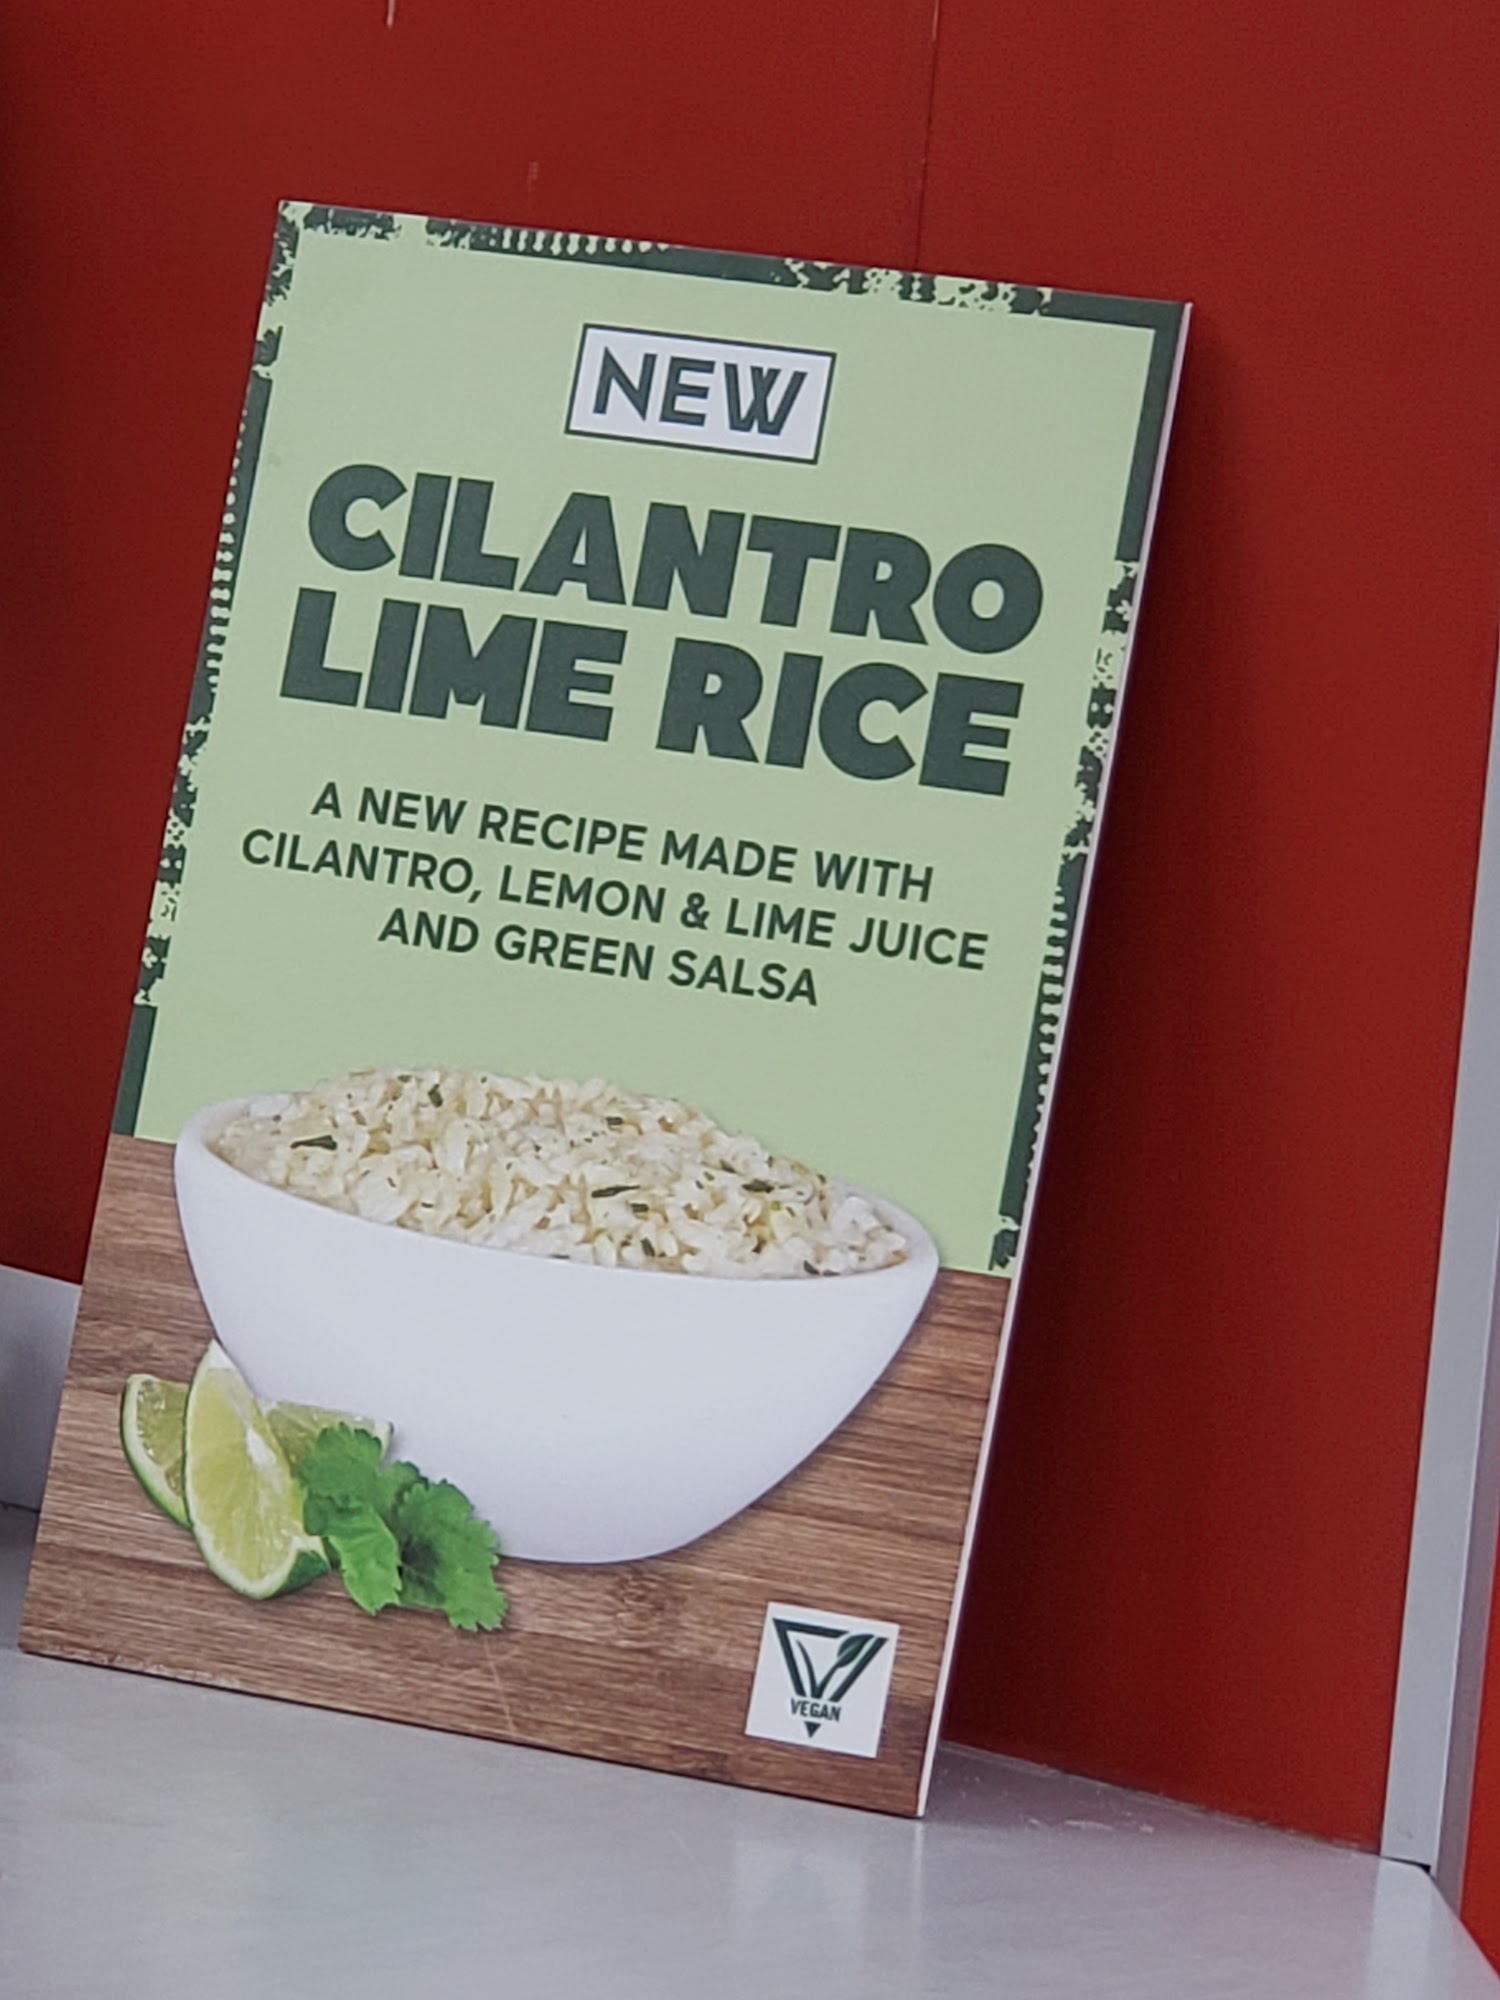 NEW
CILANTRO
LIME RICE
A NEW RECIPE MADE WITH
CILANTRO, LEMON & LIME JUICE
AND GREEN SALSA
VEGAN